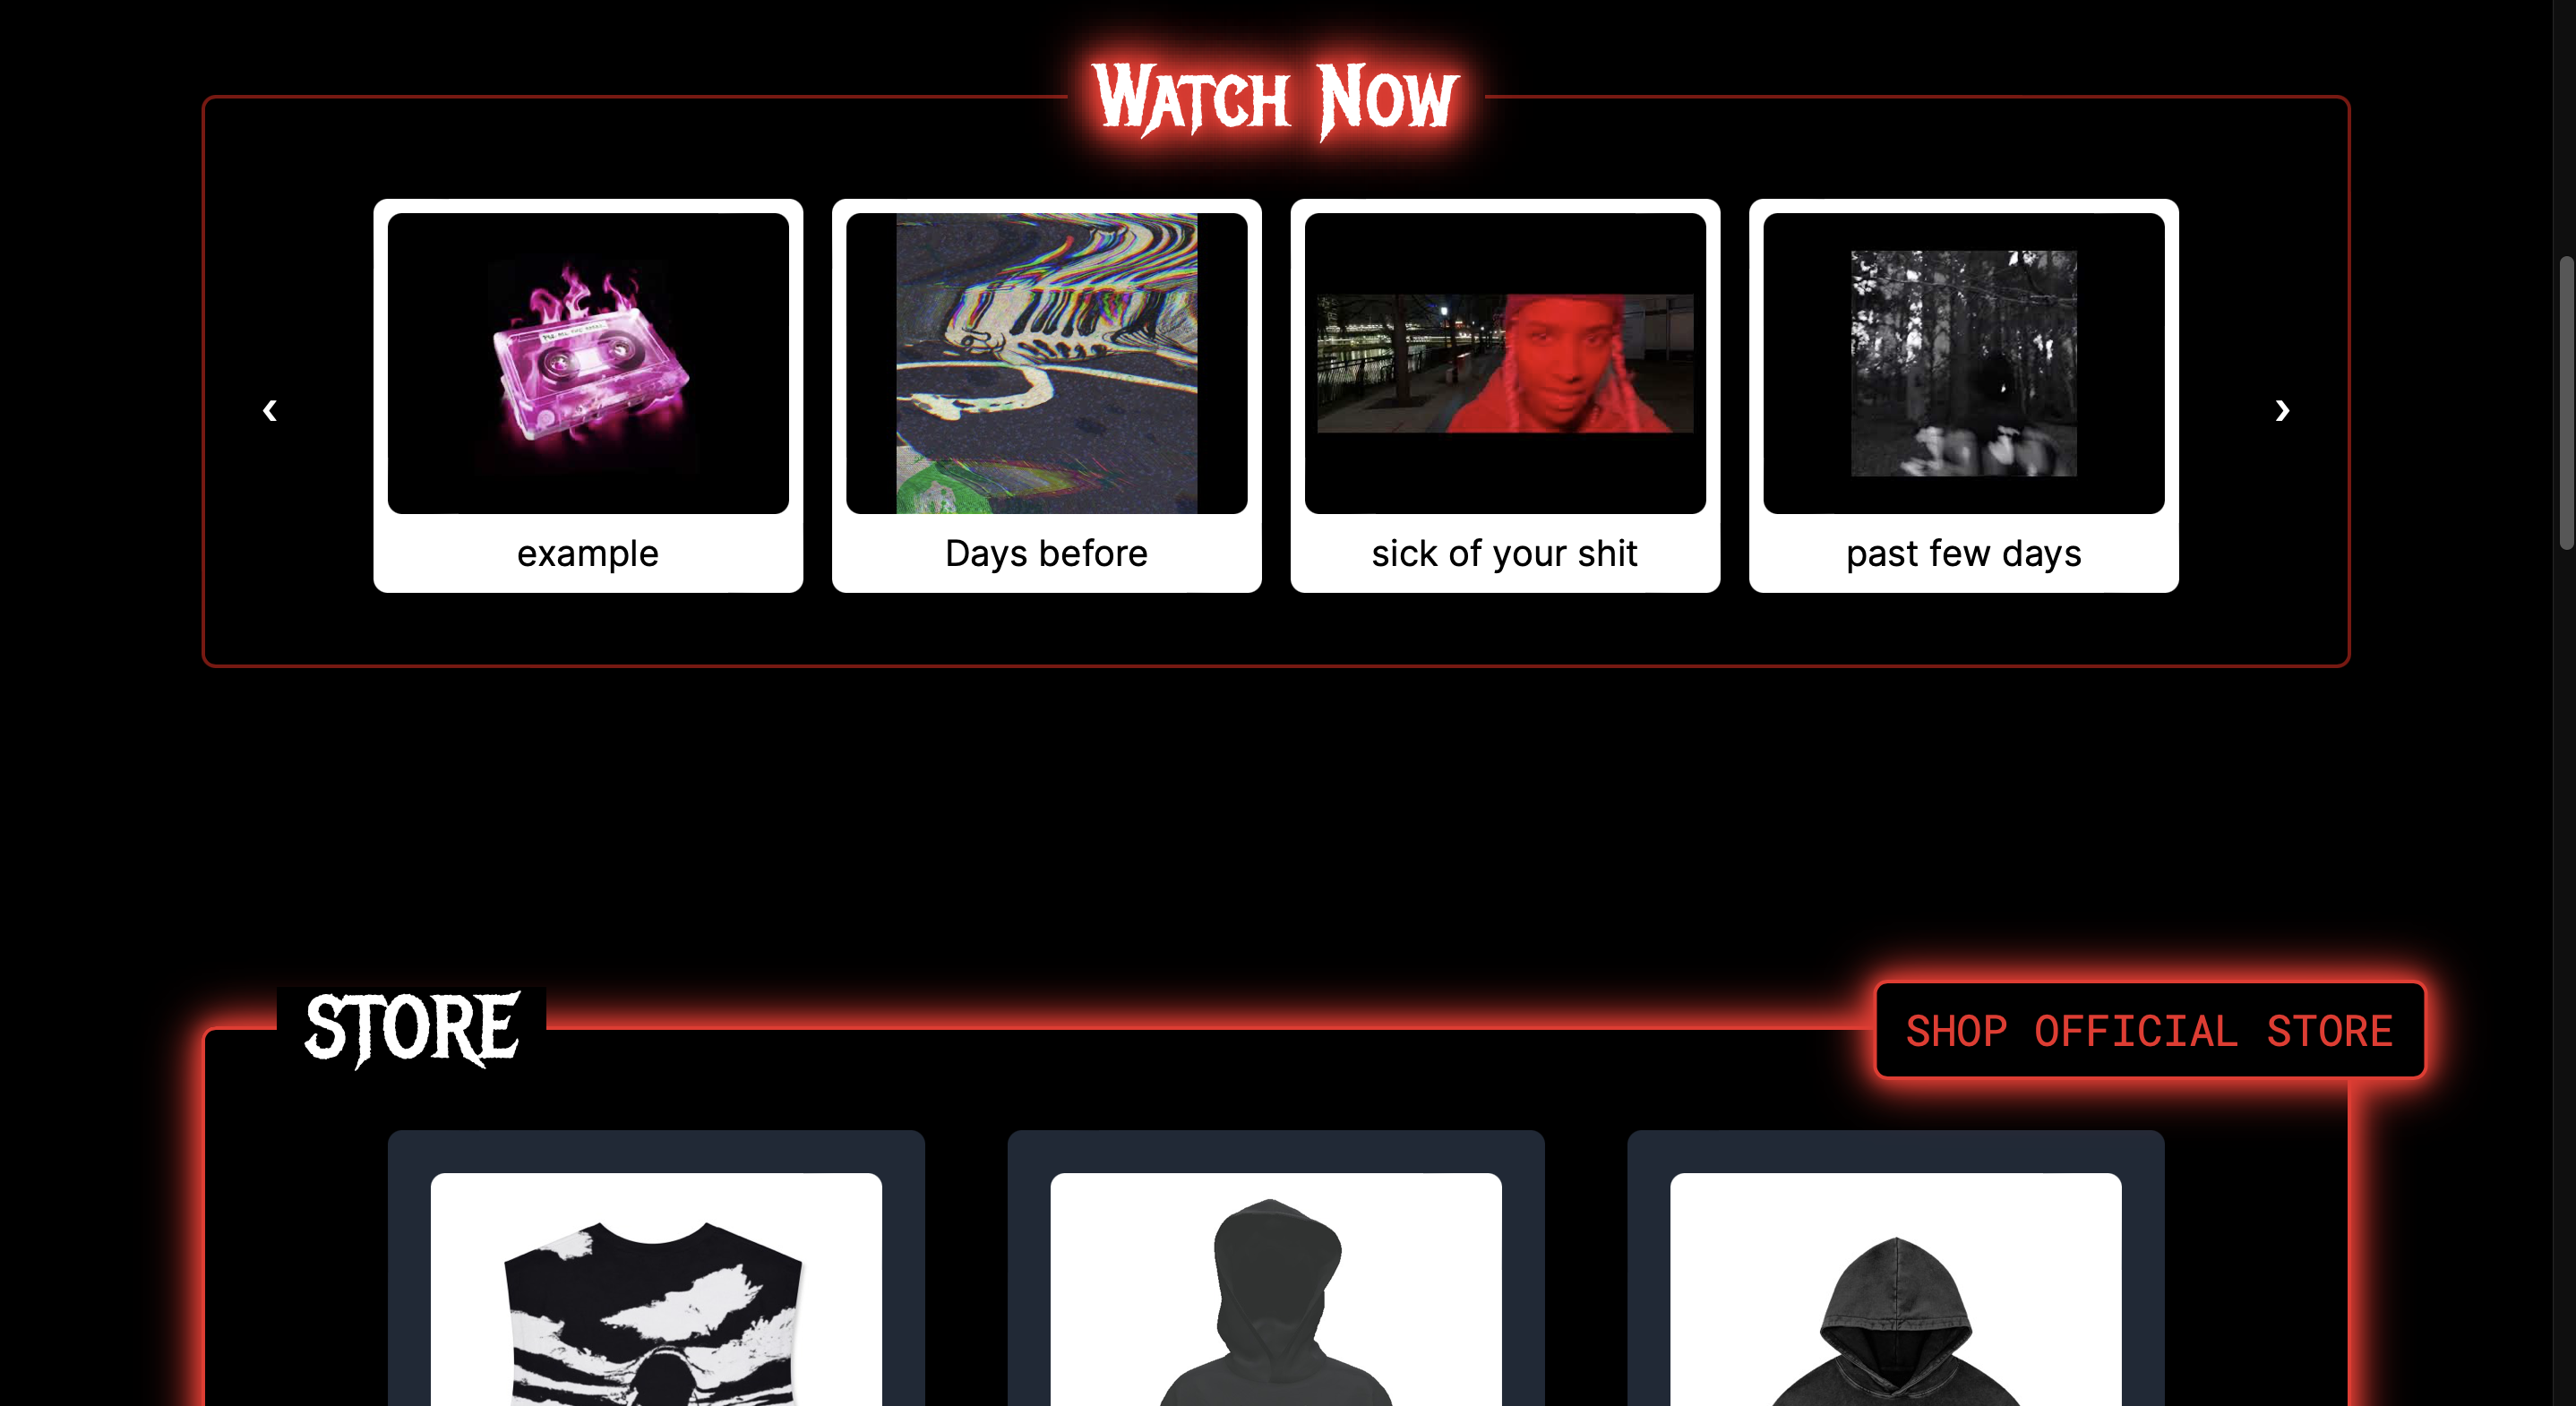 Watch Now
‹
›
example
Days before
sick of your shit
past few days
STORE
SHOP OFFICIAL STORE